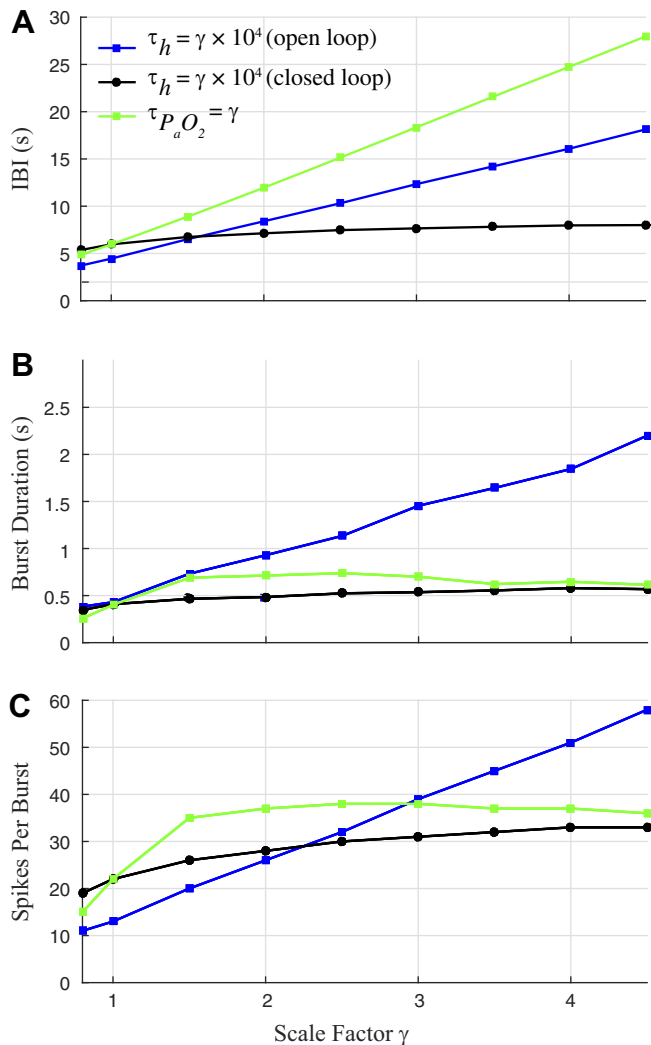 A
30
25
20
15
10
5
0
IBI (s)
τh = γ × 10⁴ (open loop)
τh = γ × 10⁴ (closed loop)
τPaO2 = γ
B
2.5
2
1.5
1
0.5
0
Burst Duration (s)
C
60
50
40
30
20
10
0
Spikes Per Burst
1 2 3 4
Scale Factor γ